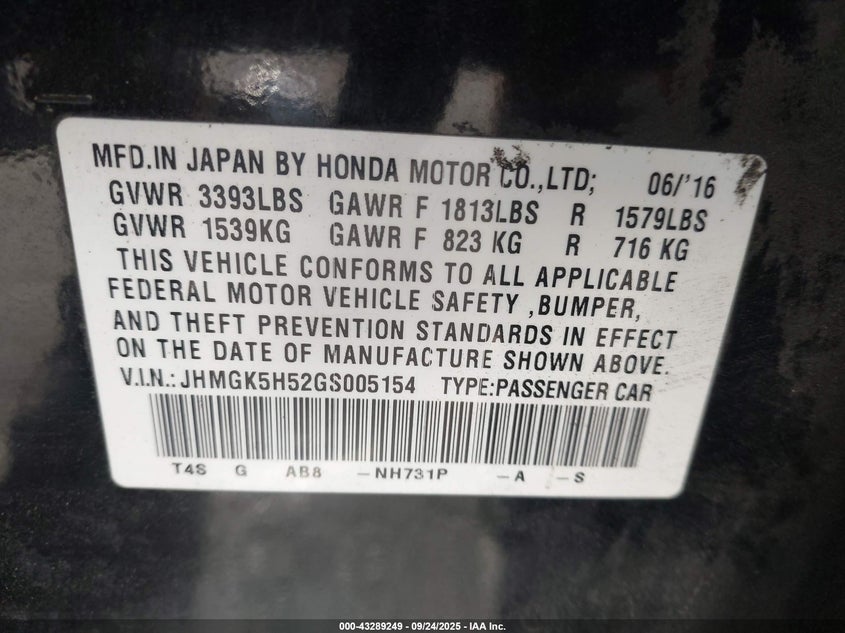 MFD.IN JAPAN BY HONDA MOTOR CO.,LTD; 06/'16
GVWR 3393LBS GAWR F 1813LBS R 1579LBS
GVWR 1539KG GAWR F 823 KG R 716 KG
THIS VEHICLE CONFORMS TO ALL APPLICABLE
FEDERAL MOTOR VEHICLE SAFETY ,BUMPER,
AND THEFT PREVENTION STANDARDS IN EFFECT
ON THE DATE OF MANUFACTURE SHOWN ABOVE.
V.I.N.: JHMGK5H52GS005154 TYPE:PASSENGER CAR
T4S G AB8 -NH731P -A -S
000-43289249 - 09/24/2025 - IAA Inc.